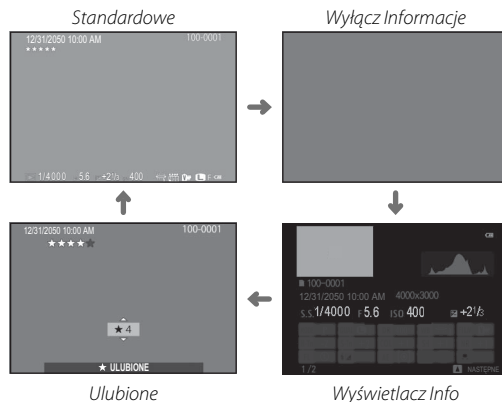 Standardowe
Wyłącz Informacje
12/31/2050 10:00 AM 100-0001
1/4000 5.6 +2 1/3 400
12/31/2050 10:00 AM 100-0001
★ 4
★ ULUBIONE
100-0001
12/31/2050 10:00 AM 4000x3000
S.S. 1/4000 F 5.6 ISO 400 +2 1/3
1/2 NASTĘPNE
Ulubione
Wyświetlacz Info